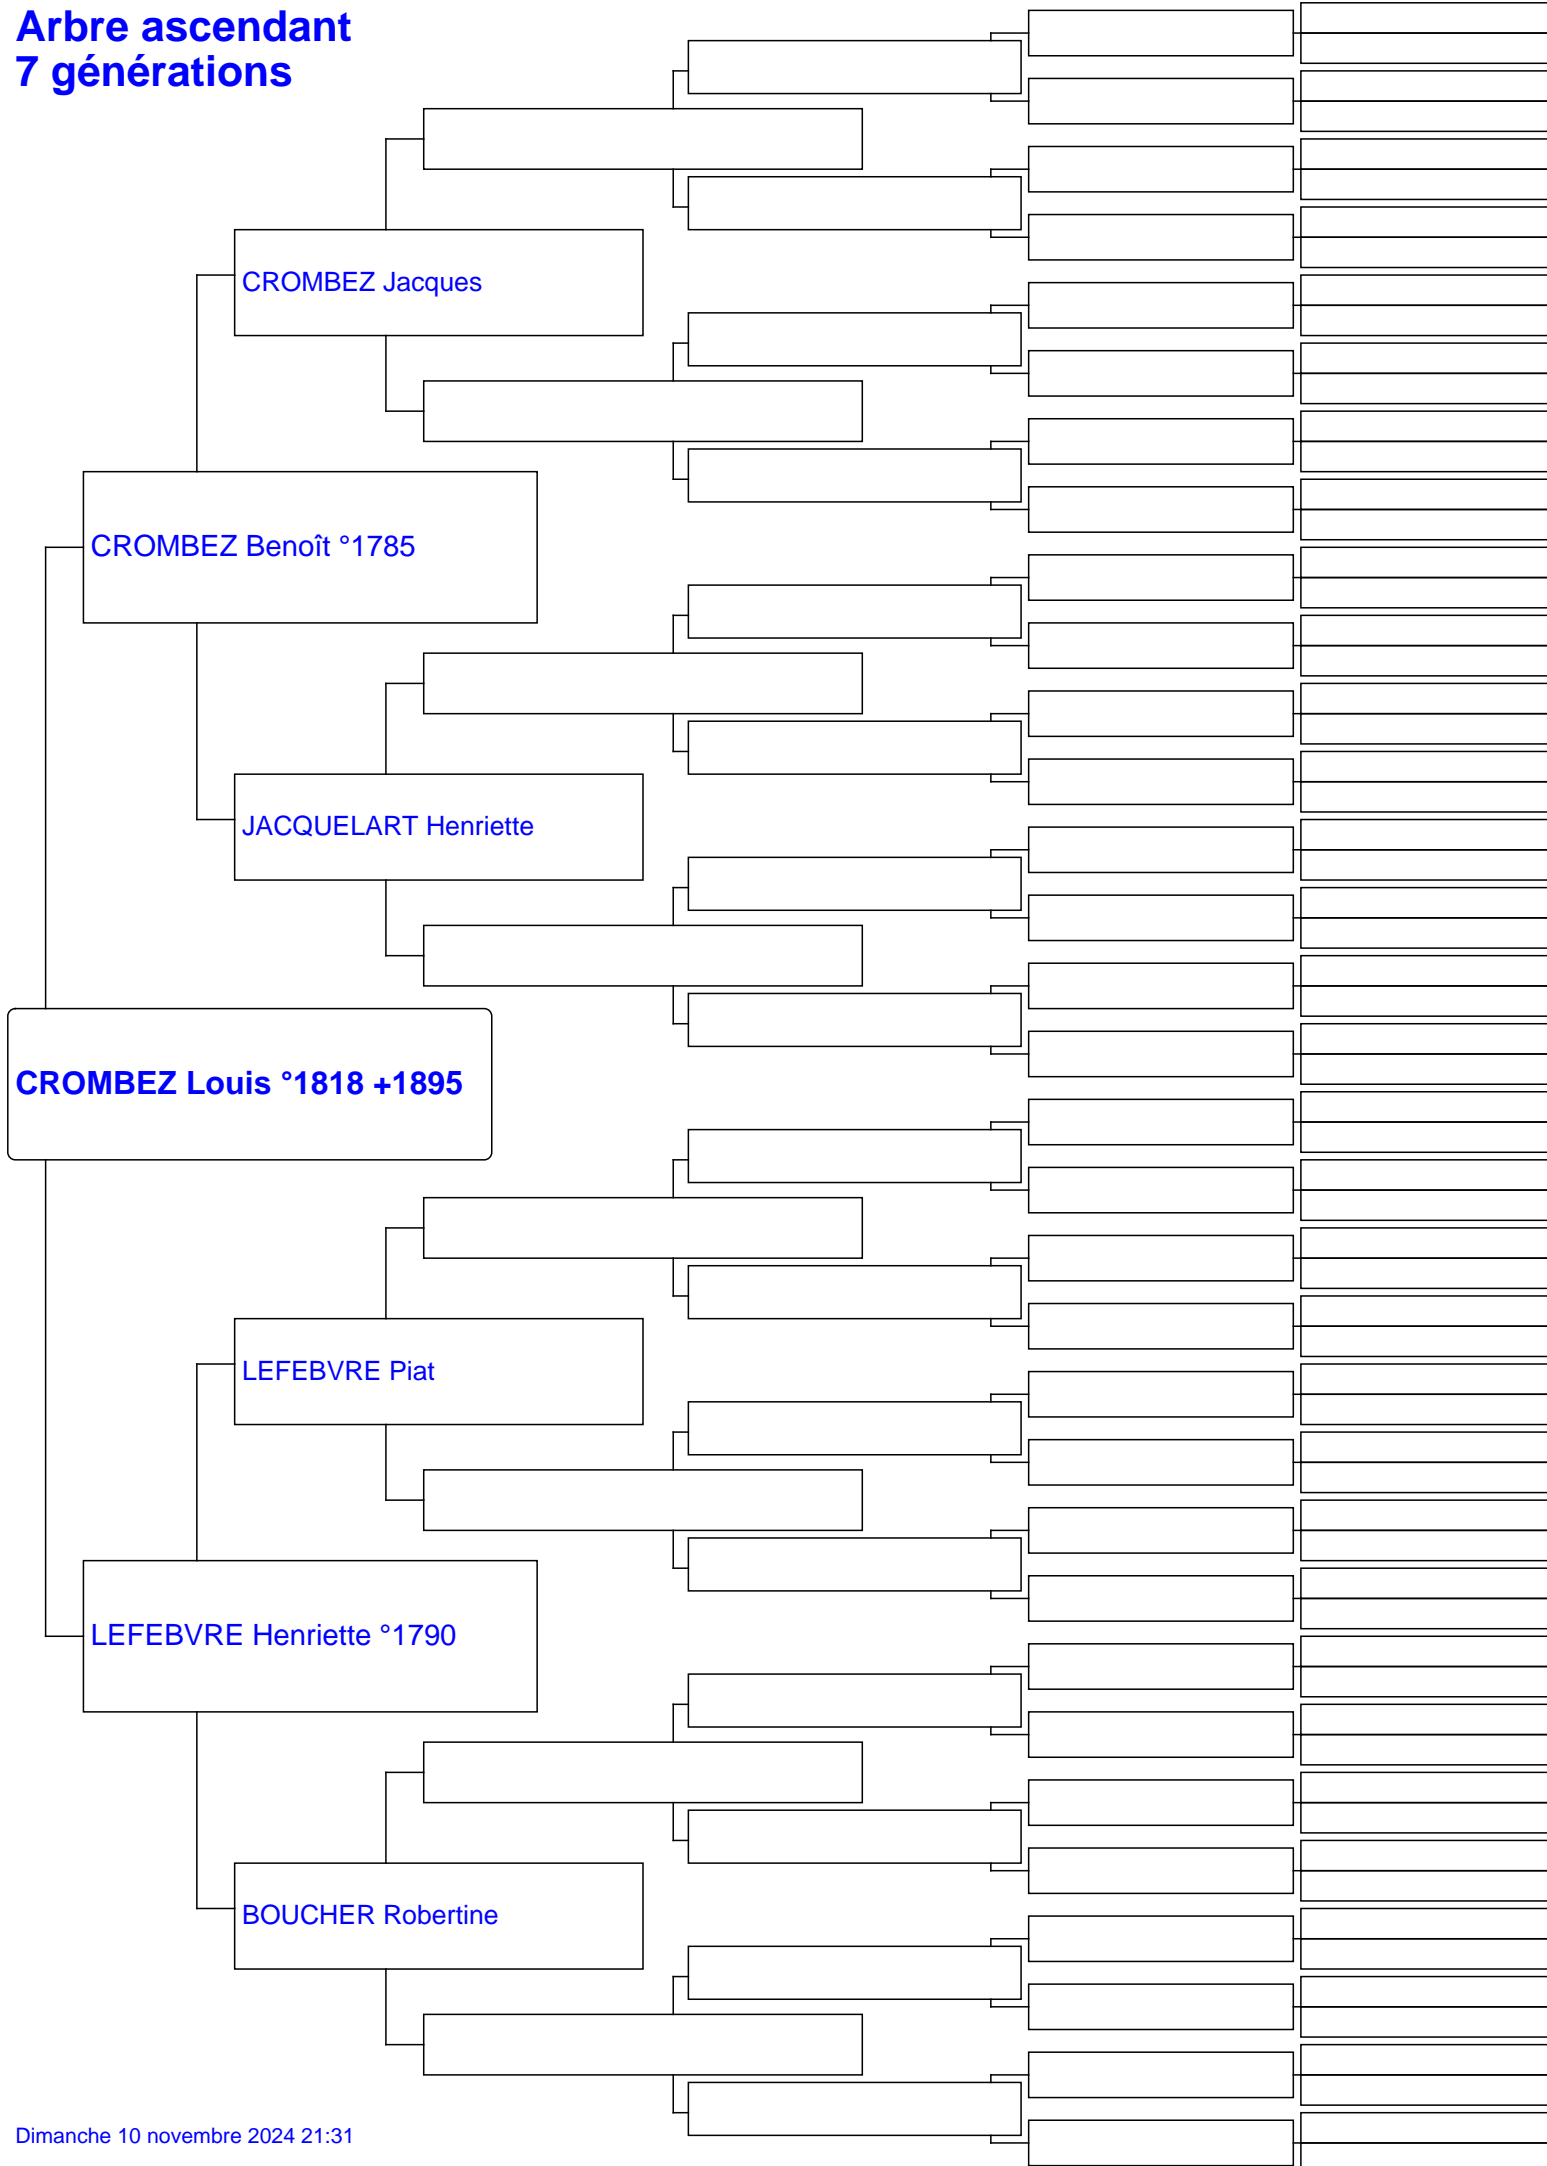 Arbre ascendant
7 générations
CROMBEZ Jacques
CROMBEZ Benoît °1785
JACQUELART Henriette
CROMBEZ Louis °1818 +1895
LEFEBVRE Piat
LEFEBVRE Henriette °1790
BOUCHER Robertine
Dimanche 10 novembre 2024 21:31